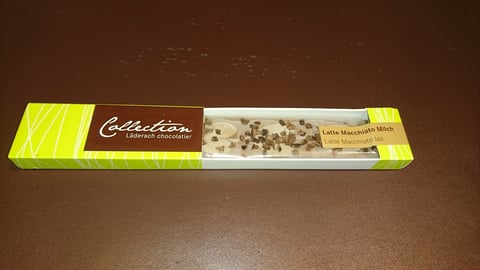 Collection
Läderach chocolatier
Latte Macchiato Milch
Latte Macchiato lait